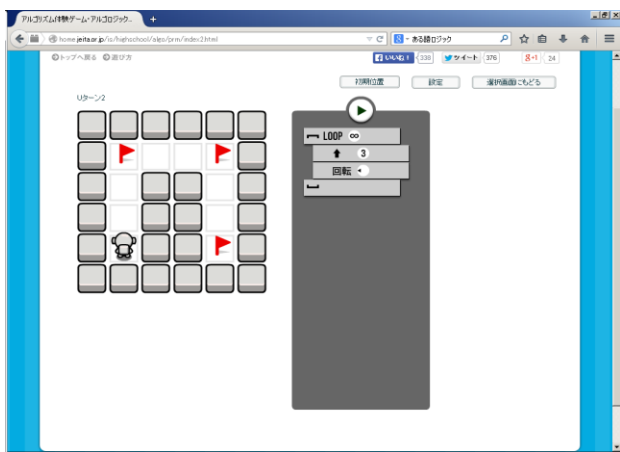 アルゴリズム体験ゲーム・アルゴロジック...
home.jeita.or.jp/is/highschool/algo/prm/index2.html
ある語ロジック
トップへ戻る 遊び方
いいね! 338 ツイート 376 +1 24
初期位置 設定 選択画面にもどる
Uターン2
LOOP ∞
3
回転